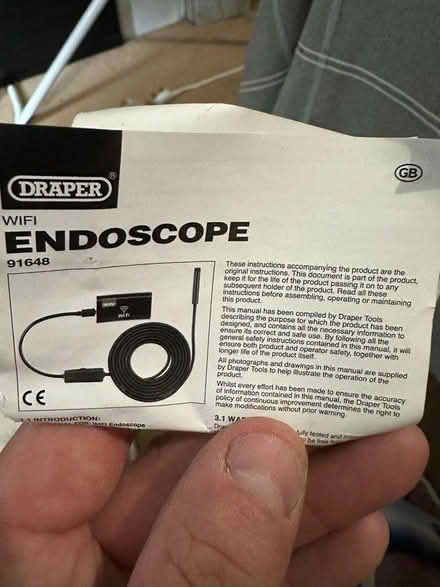 DRAPER®
GB
WIFI
ENDOSCOPE
91648
wifi
CE
These instructions accompanying the product are the
original instructions. This document is part of the product,
keep it for the life of the product passing it on to any
subsequent holder of the product. Read all these
instructions before assembling, operating or maintaining
this product.
This manual has been compiled by Draper Tools
describing the purpose for which the product has been
designed, and contains all the necessary information to
ensure its correct and safe use. By following all the
general safety instructions contained in this manual, it will
ensure both product and operator safety, together with
longer life of the product itself.
All photographs and drawings in this manual are supplied
by Draper Tools to help illustrate the operation of the
product.
Whilst every effort has been made to ensure the accuracy
of information contained in this manual, the Draper Tools
policy of continuous improvement determines the right to
make modifications without prior warning.
INTRODUCTION:
WiFi Endoscope
3.1
tested and
be free